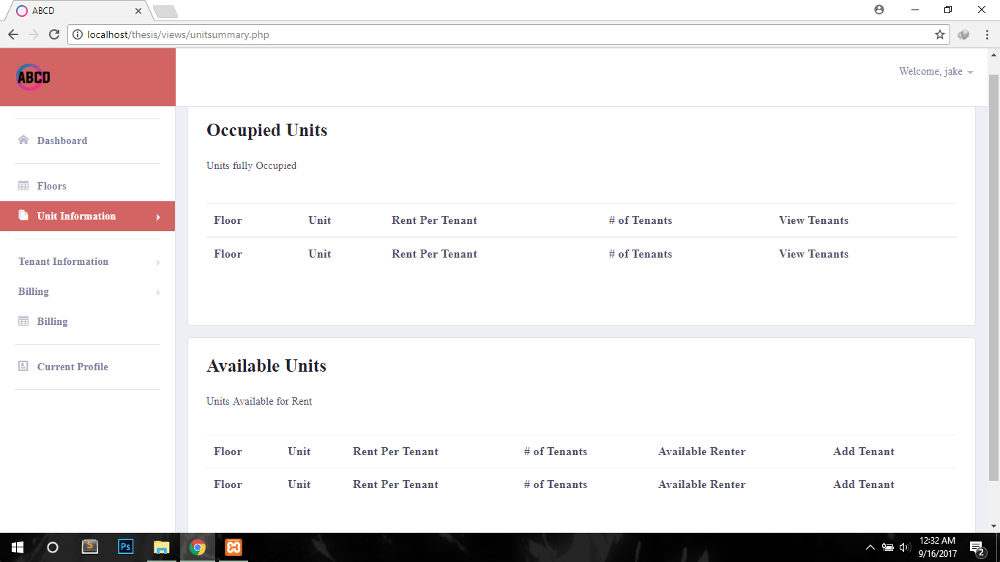 ABCD
localhost/thesis/views/unitsummary.php
ABCD
Welcome, jake
Dashboard
Floors
Unit Information
Tenant Information
Billing
Billing
Current Profile
Occupied Units
Units fully Occupied
Floor Unit Rent Per Tenant # of Tenants View Tenants
Floor Unit Rent Per Tenant # of Tenants View Tenants
Available Units
Units Available for Rent
Floor Unit Rent Per Tenant # of Tenants Available Renter Add Tenant
Floor Unit Rent Per Tenant # of Tenants Available Renter Add Tenant
S
Ps
12:32 AM
9/16/2017
2